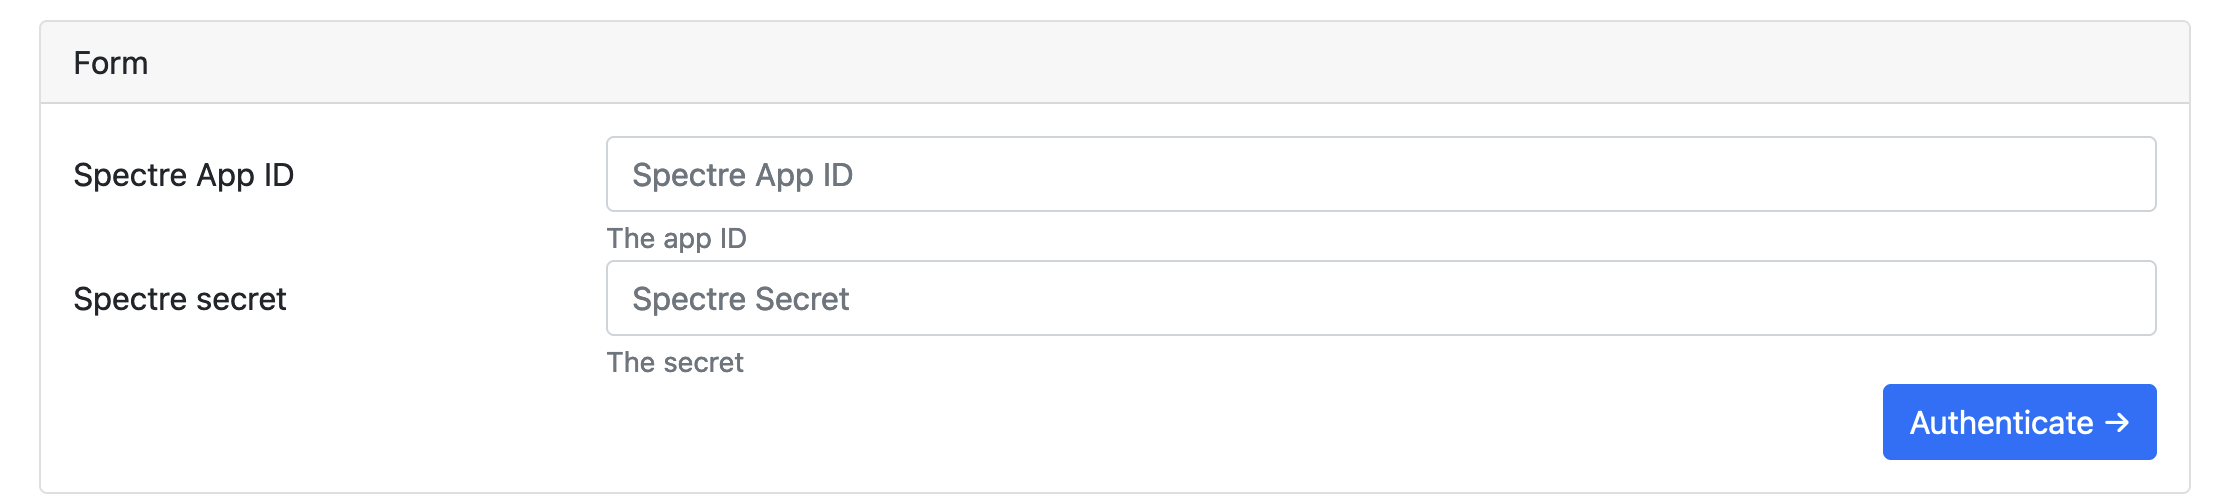 Form
Spectre App ID
Spectre App ID
The app ID
Spectre secret
Spectre Secret
The secret
Authenticate →